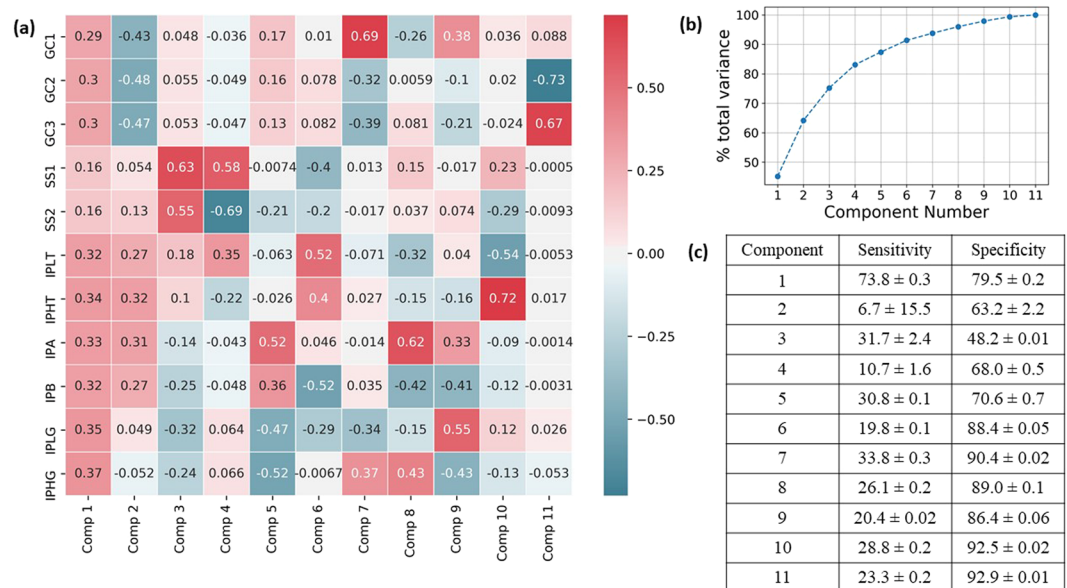 (a)
GC1 0.29 -0.43 0.048 -0.036 0.17 0.01 0.69 -0.26 0.38 0.036 0.088
GC2 0.3 -0.48 0.055 -0.049 0.16 0.078 -0.32 0.0059 -0.1 0.02 -0.73
GC3 0.3 -0.47 0.053 -0.047 0.13 0.082 -0.39 0.081 -0.21 -0.024 0.67
SS1 0.16 0.054 0.63 0.58 -0.0074 -0.4 0.013 0.15 -0.017 0.23 -0.0005
SS2 0.16 0.13 0.55 -0.69 -0.21 -0.2 -0.017 0.037 0.074 -0.29 -0.0093
IPLT 0.32 0.27 0.18 0.35 -0.063 0.52 -0.071 -0.32 0.04 -0.54 -0.0053
IPHT 0.34 0.32 0.1 -0.22 -0.026 0.4 0.027 -0.15 -0.16 0.72 0.017
IPA 0.33 0.31 -0.14 -0.043 0.52 0.046 -0.014 0.62 0.33 -0.09 -0.0014
IPB 0.32 0.27 -0.25 -0.048 0.36 -0.52 0.035 -0.42 -0.41 -0.12 -0.0031
IPLG 0.35 0.049 -0.32 0.064 -0.47 -0.29 -0.34 -0.15 0.55 0.12 0.026
IPHG 0.37 -0.052 -0.24 0.066 -0.52 -0.0067 0.37 0.43 -0.43 -0.13 -0.053
Comp 1 Comp 2 Comp 3 Comp 4 Comp 5 Comp 6 Comp 7 Comp 8 Comp 9 Comp 10 Comp 11
0.50
0.25
0.00
−0.25
−0.50
(b)
% total variance
100
90
80
70
60
50
1 2 3 4 5 6 7 8 9 10 11
Component Number
(c)
Component Sensitivity Specificity
1 73.8 ± 0.3 79.5 ± 0.2
2 6.7 ± 15.5 63.2 ± 2.2
3 31.7 ± 2.4 48.2 ± 0.01
4 10.7 ± 1.6 68.0 ± 0.5
5 30.8 ± 0.1 70.6 ± 0.7
6 19.8 ± 0.1 88.4 ± 0.05
7 33.8 ± 0.3 90.4 ± 0.02
8 26.1 ± 0.2 89.0 ± 0.1
9 20.4 ± 0.02 86.4 ± 0.06
10 28.8 ± 0.2 92.5 ± 0.02
11 23.3 ± 0.2 92.9 ± 0.01